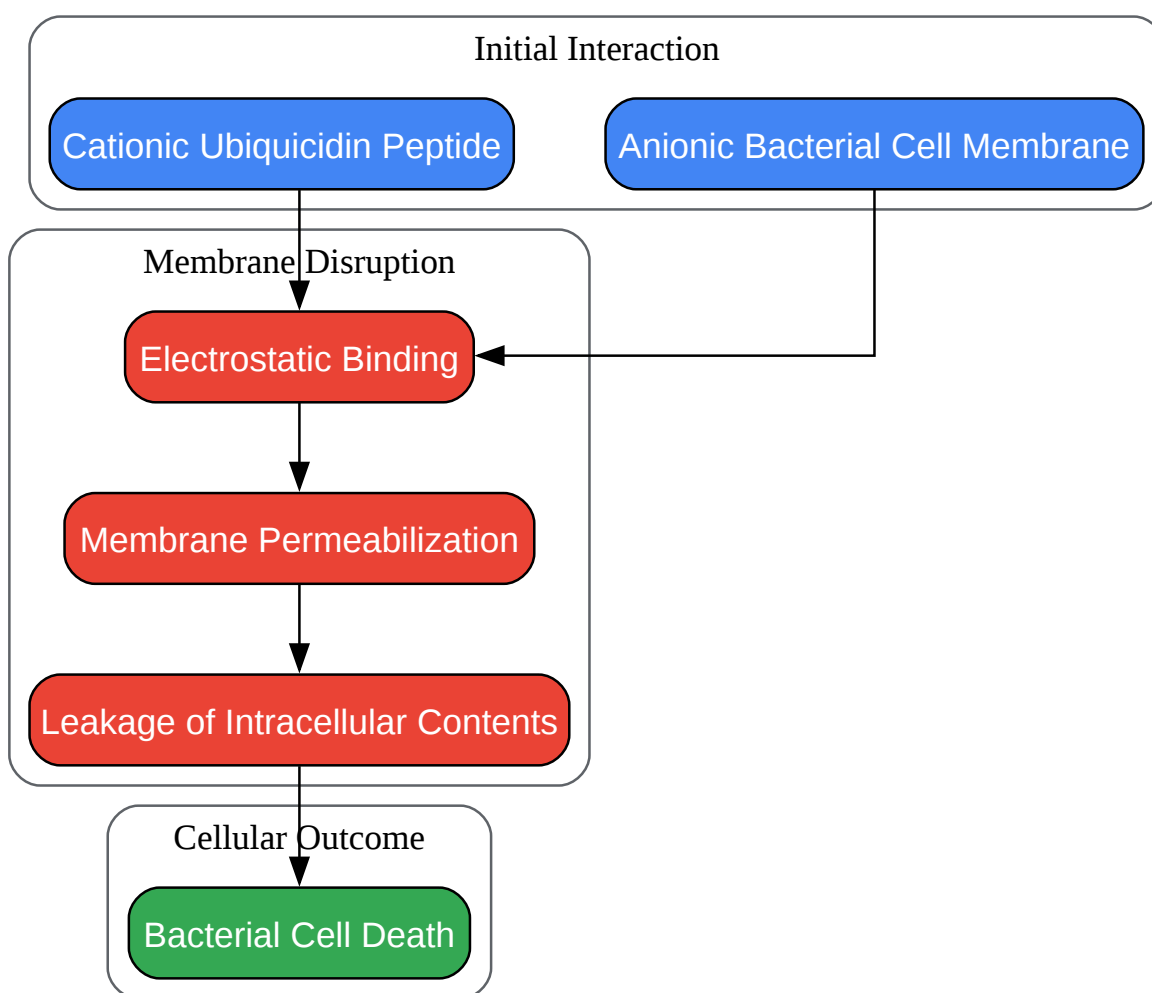 Initial Interaction
Cationic Ubiquicidin Peptide
Anionic Bacterial Cell Membrane
Membrane Disruption
Electrostatic Binding
Membrane Permeabilization
Leakage of Intracellular Contents
Cellular Outcome
Bacterial Cell Death